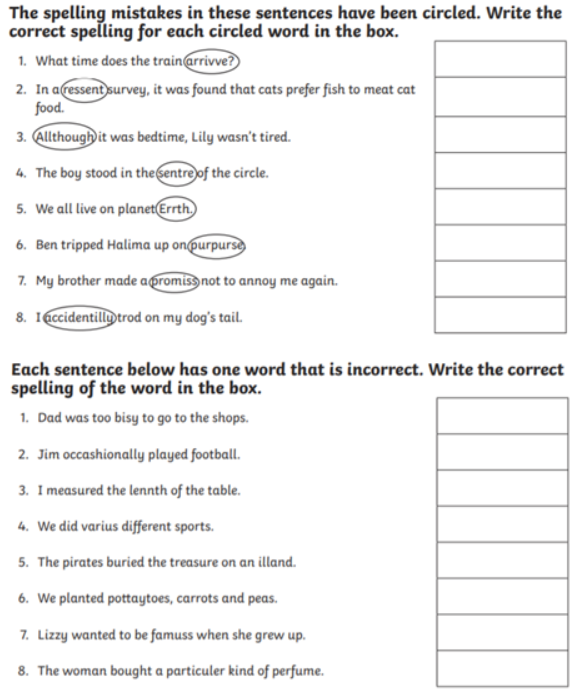 The spelling mistakes in these sentences have been circled. Write the
correct spelling for each circled word in the box.
1. What time does the train arrivve?
2. In a ressent survey, it was found that cats prefer fish to meat cat
food.
3. Allthough it was bedtime, Lily wasn't tired.
4. The boy stood in the sentre of the circle.
5. We all live on planet Errth.
6. Ben tripped Halima up on purpurse
7. My brother made a promiss not to annoy me again.
8. I accidentilly trod on my dog's tail.
Each sentence below has one word that is incorrect. Write the correct
spelling of the word in the box.
1. Dad was too bisy to go to the shops.
2. Jim occashionally played football.
3. I measured the lennth of the table.
4. We did varius different sports.
5. The pirates buried the treasure on an illand.
6. We planted pottaytoes, carrots and peas.
7. Lizzy wanted to be famuss when she grew up.
8. The woman bought a particuler kind of perfume.